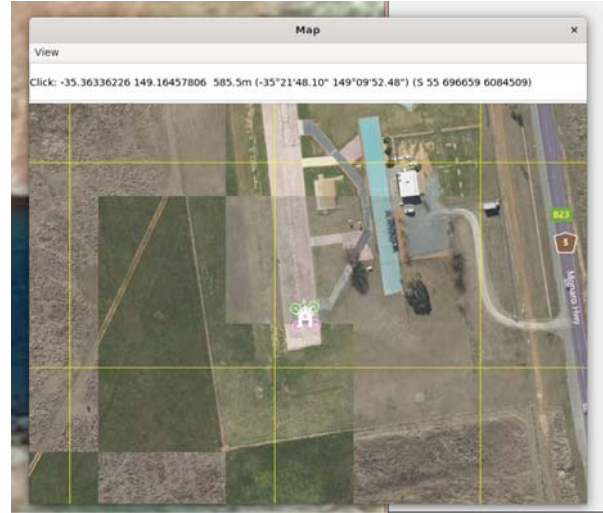 Map
×
View
Click: -35.36336226 149.16457806 585.5m (-35°21'48.10" 149°09'52.48") (S 55 696659 6084509)
B23
5
Monaro Hwy